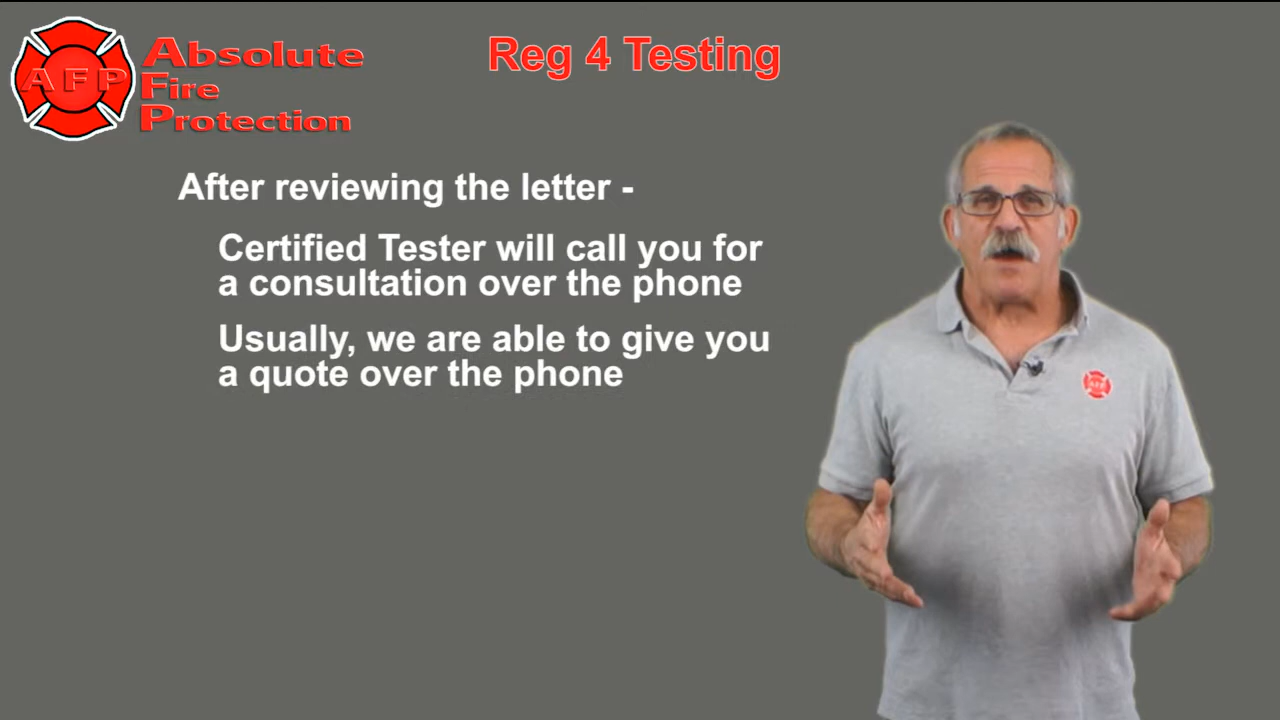 AFP
Absolute
Fire
Protection
Reg 4 Testing
After reviewing the letter -
Certified Tester will call you for
a consultation over the phone
Usually, we are able to give you
a quote over the phone
AFP